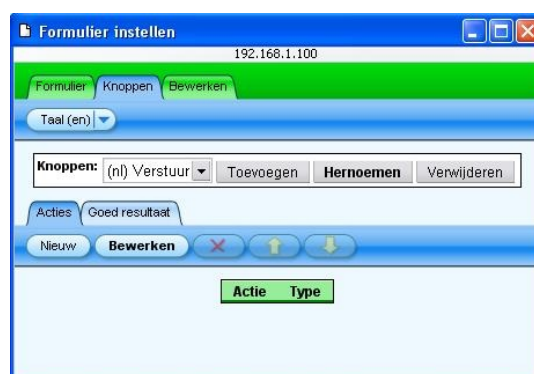 Formulier instellen
192.168.1.100
Formulier Knoppen Bewerken
Taal (en)
Knoppen: (nl) Verstuur Toevoegen Hernoemen Verwijderen
Acties Goed resultaat
Nieuw Bewerken
Actie Type